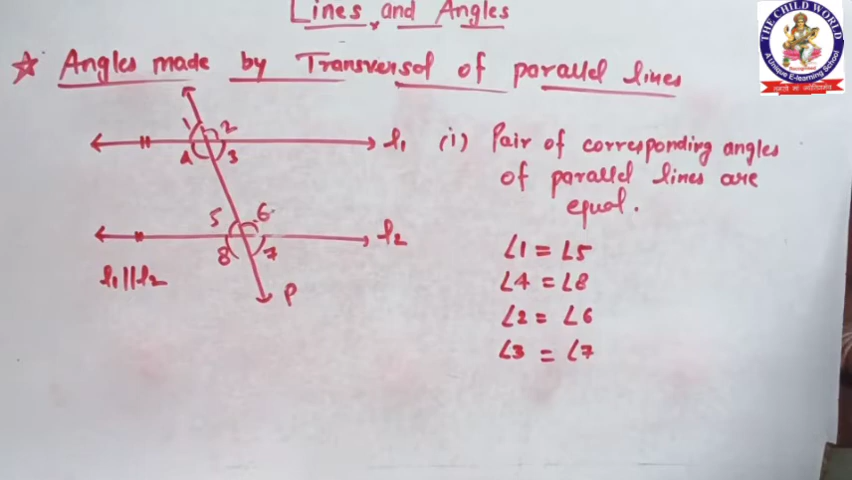 Lines and Angles
Angles made by Transversal of parallel lines
1 2
4 3
l₁
5 6
8 7
l₂
l₁||l₂
P
(i) Pair of corresponding angles
of parallel lines are
equal.
∠1 = ∠5
∠4 = ∠8
∠2 = ∠6
∠3 = ∠7
THE CHILD WORLD
A Unique E-learning School